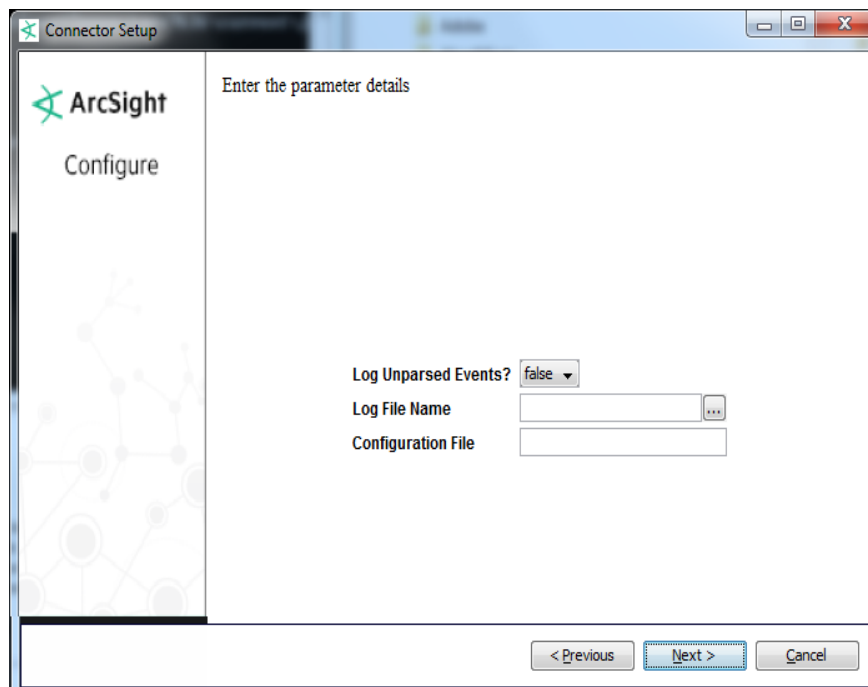 Connector Setup
ArcSight
Configure
Enter the parameter details
Log Unparsed Events? false
Log File Name ...
Configuration File
< Previous Next > Cancel